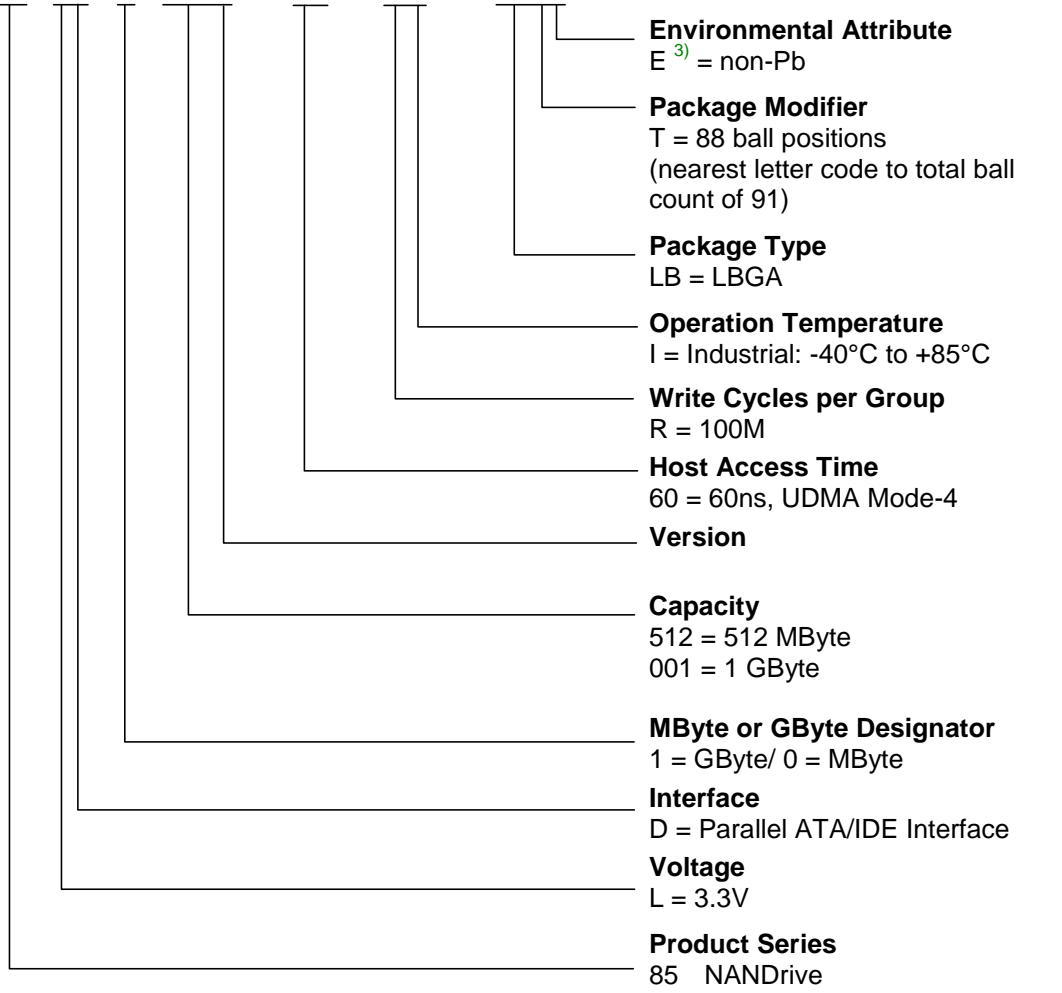 Environmental Attribute
E 3) = non-Pb
Package Modifier
T = 88 ball positions
(nearest letter code to total ball
count of 91)
Package Type
LB = LBGA
Operation Temperature
I = Industrial: -40°C to +85°C
Write Cycles per Group
R = 100M
Host Access Time
60 = 60ns, UDMA Mode-4
Version
Capacity
512 = 512 MByte
001 = 1 GByte
MByte or GByte Designator
1 = GByte/ 0 = MByte
Interface
D = Parallel ATA/IDE Interface
Voltage
L = 3.3V
Product Series
85 NANDrive